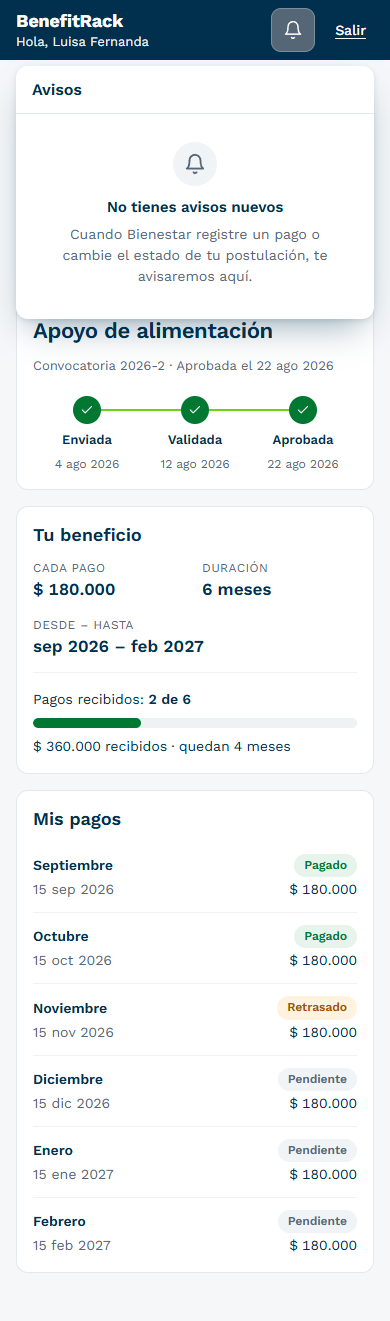 BenefitRack
Hola, Luisa Fernanda
Salir
Avisos
No tienes avisos nuevos
Cuando Bienestar registre un pago o
cambie el estado de tu postulación, te
avisaremos aquí.
Apoyo de alimentación
Convocatoria 2026-2 · Aprobada el 22 ago 2026
Enviada
Validada
Aprobada
4 ago 2026
12 ago 2026
22 ago 2026
Tu beneficio
CADA PAGO
DURACIÓN
$ 180.000
6 meses
DESDE – HASTA
sep 2026 – feb 2027
Pagos recibidos: 2 de 6
$ 360.000 recibidos · quedan 4 meses
Mis pagos
Septiembre
Pagado
15 sep 2026
$ 180.000
Octubre
Pagado
15 oct 2026
$ 180.000
Noviembre
Retrasado
15 nov 2026
$ 180.000
Diciembre
Pendiente
15 dic 2026
$ 180.000
Enero
Pendiente
15 ene 2027
$ 180.000
Febrero
Pendiente
15 feb 2027
$ 180.000